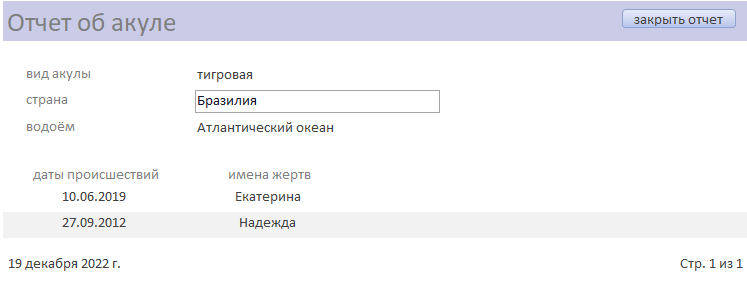 Отчет об акуле
закрыть отчет
вид акулы тигровая
страна Бразилия
водоём Атлантический океан
даты происшествий имена жертв
10.06.2019 Екатерина
27.09.2012 Надежда
19 декабря 2022 г. Стр. 1 из 1